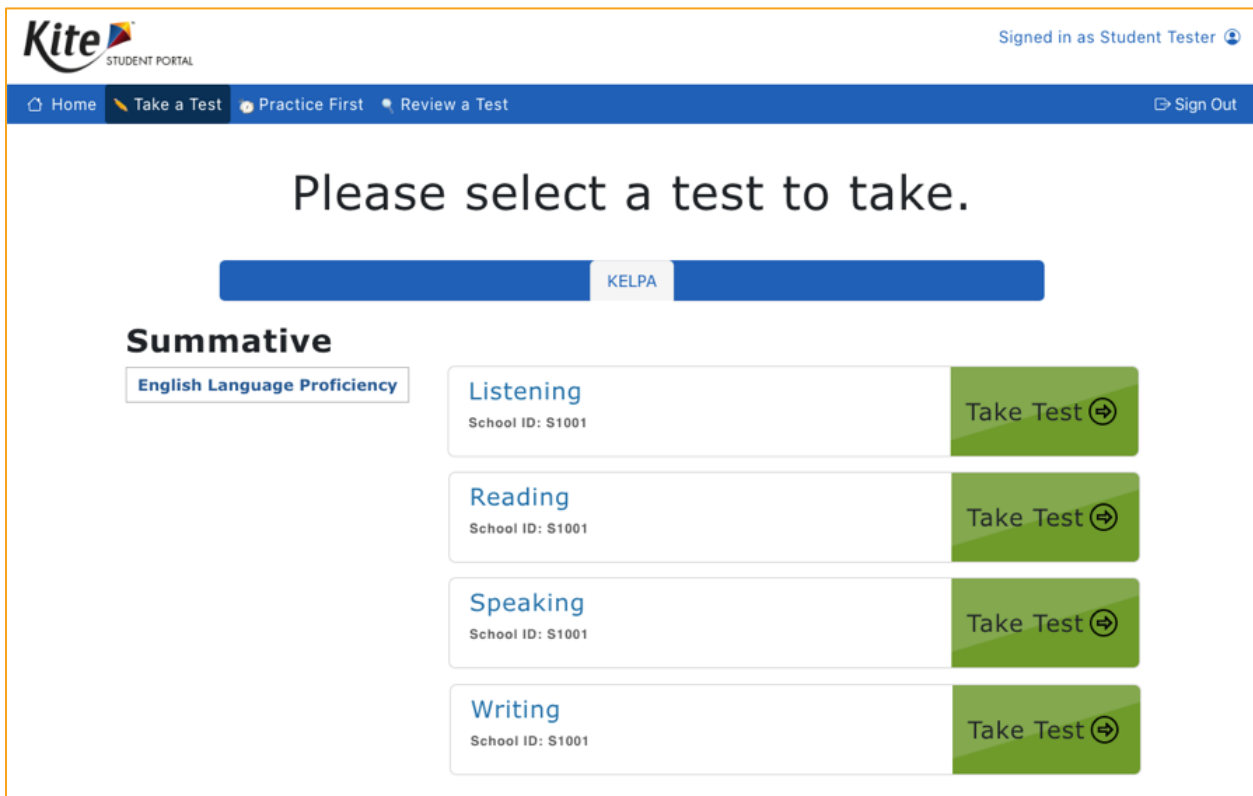 Kite
STUDENT PORTAL
Signed in as Student Tester
Home Take a Test Practice First Review a Test Sign Out
Please select a test to take.
KELPA
Summative
English Language Proficiency
Listening
School ID: S1001
Take Test
Reading
School ID: S1001
Take Test
Speaking
School ID: S1001
Take Test
Writing
School ID: S1001
Take Test